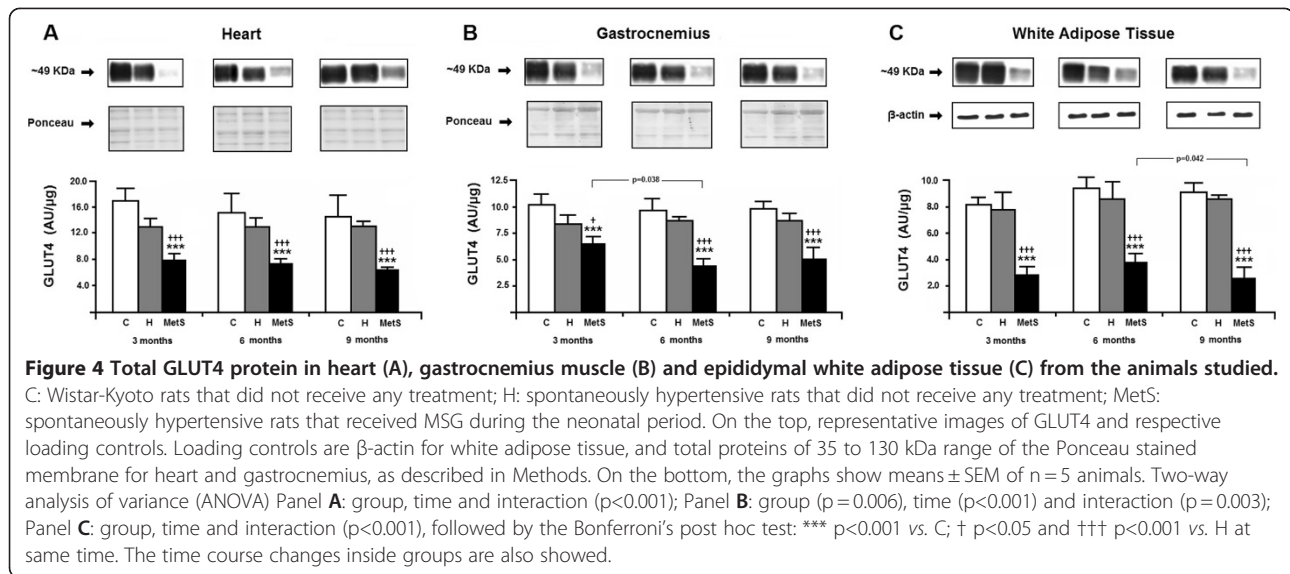 A Heart
~49 KDa
Ponceau
GLUT4 (AU/µg)
20.0
16.0
12.0
8.0
4.0
+++
***
+++
***
+++
***
C H MetS C H MetS C H MetS
3 months 6 months 9 months
B Gastrocnemius
~49 KDa
Ponceau
p=0.038
GLUT4 (AU/µg)
12.5
10.0
7.5
5.0
2.5
+
***
+++
***
+++
***
C H MetS C H MetS C H MetS
3 months 6 months 9 months
C White Adipose Tissue
~49 KDa
β-actin
p=0.042
GLUT4 (AU/µg)
10.0
8.0
6.0
4.0
2.0
+++
***
+++
***
+++
***
C H MetS C H MetS C H MetS
3 months 6 months 9 months
Figure 4 Total GLUT4 protein in heart (A), gastrocnemius muscle (B) and epididymal white adipose tissue (C) from the animals studied.
C: Wistar-Kyoto rats that did not receive any treatment; H: spontaneously hypertensive rats that did not receive any treatment; MetS:
spontaneously hypertensive rats that received MSG during the neonatal period. On the top, representative images of GLUT4 and respective
loading controls. Loading controls are β-actin for white adipose tissue, and total proteins of 35 to 130 kDa range of the Ponceau stained
membrane for heart and gastrocnemius, as described in Methods. On the bottom, the graphs show means ± SEM of n = 5 animals. Two-way
analysis of variance (ANOVA) Panel A: group, time and interaction (p<0.001); Panel B: group (p = 0.006), time (p<0.001) and interaction (p = 0.003);
Panel C: group, time and interaction (p<0.001), followed by the Bonferroni's post hoc test: *** p<0.001 vs. C; † p<0.05 and ††† p<0.001 vs. H at
same time. The time course changes inside groups are also showed.